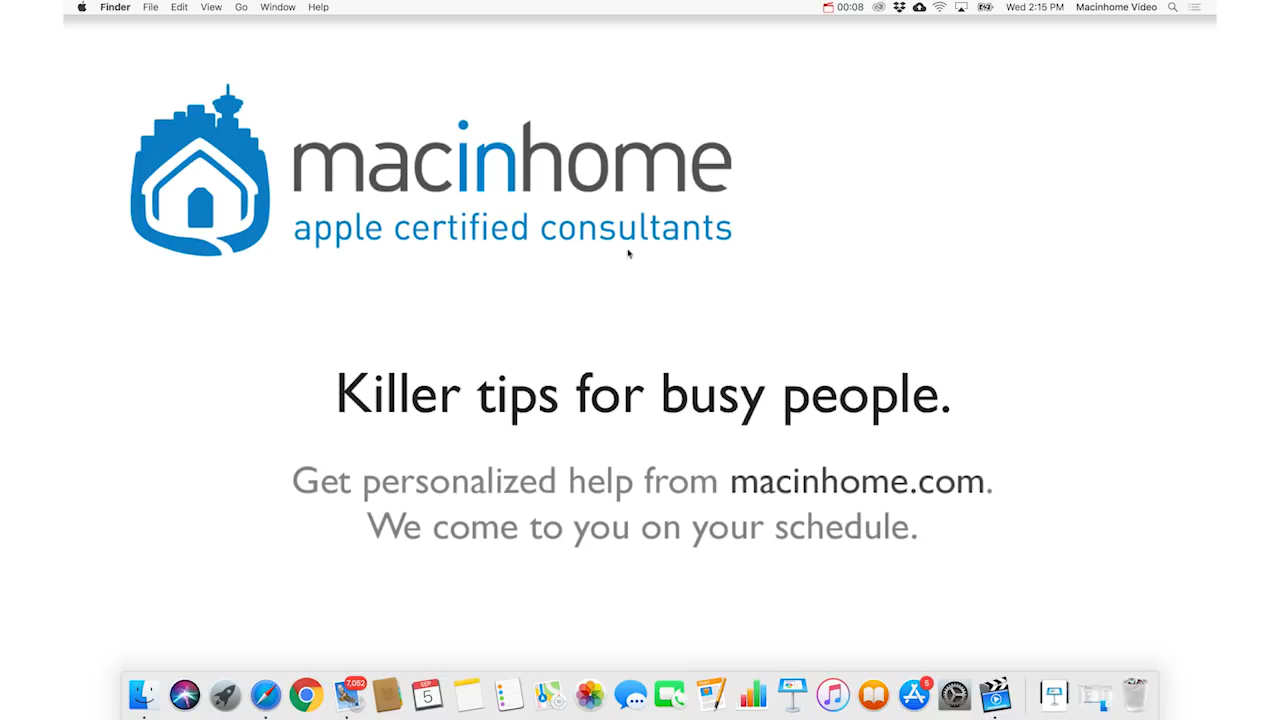 Finder File Edit View Go Window Help 00:08 Wed 2:15 PM Macinhome Video
macinhome
apple certified consultants
Killer tips for busy people.
Get personalized help from macinhome.com.
We come to you on your schedule.
7,052
SEP
5
5